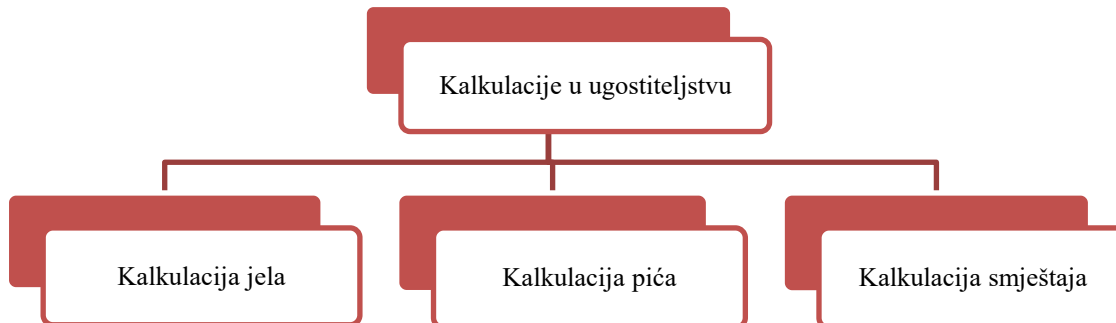 Kalkulacije u ugostiteljstvu
Kalkulacija jela
Kalkulacija pića
Kalkulacija smještaja